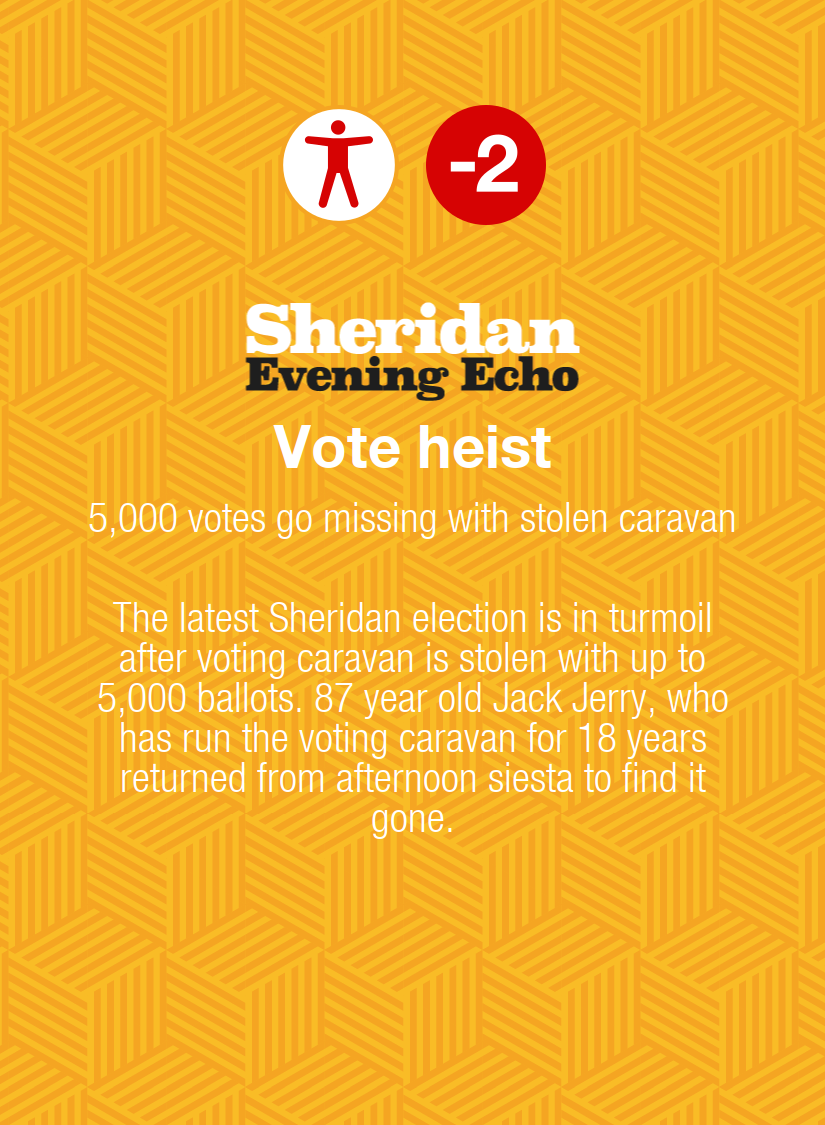 -2
Sheridan
Evening Echo
Vote heist
5,000 votes go missing with stolen caravan
The latest Sheridan election is in turmoil
after voting caravan is stolen with up to
5,000 ballots. 87 year old Jack Jerry, who
has run the voting caravan for 18 years
returned from afternoon siesta to find it
gone.